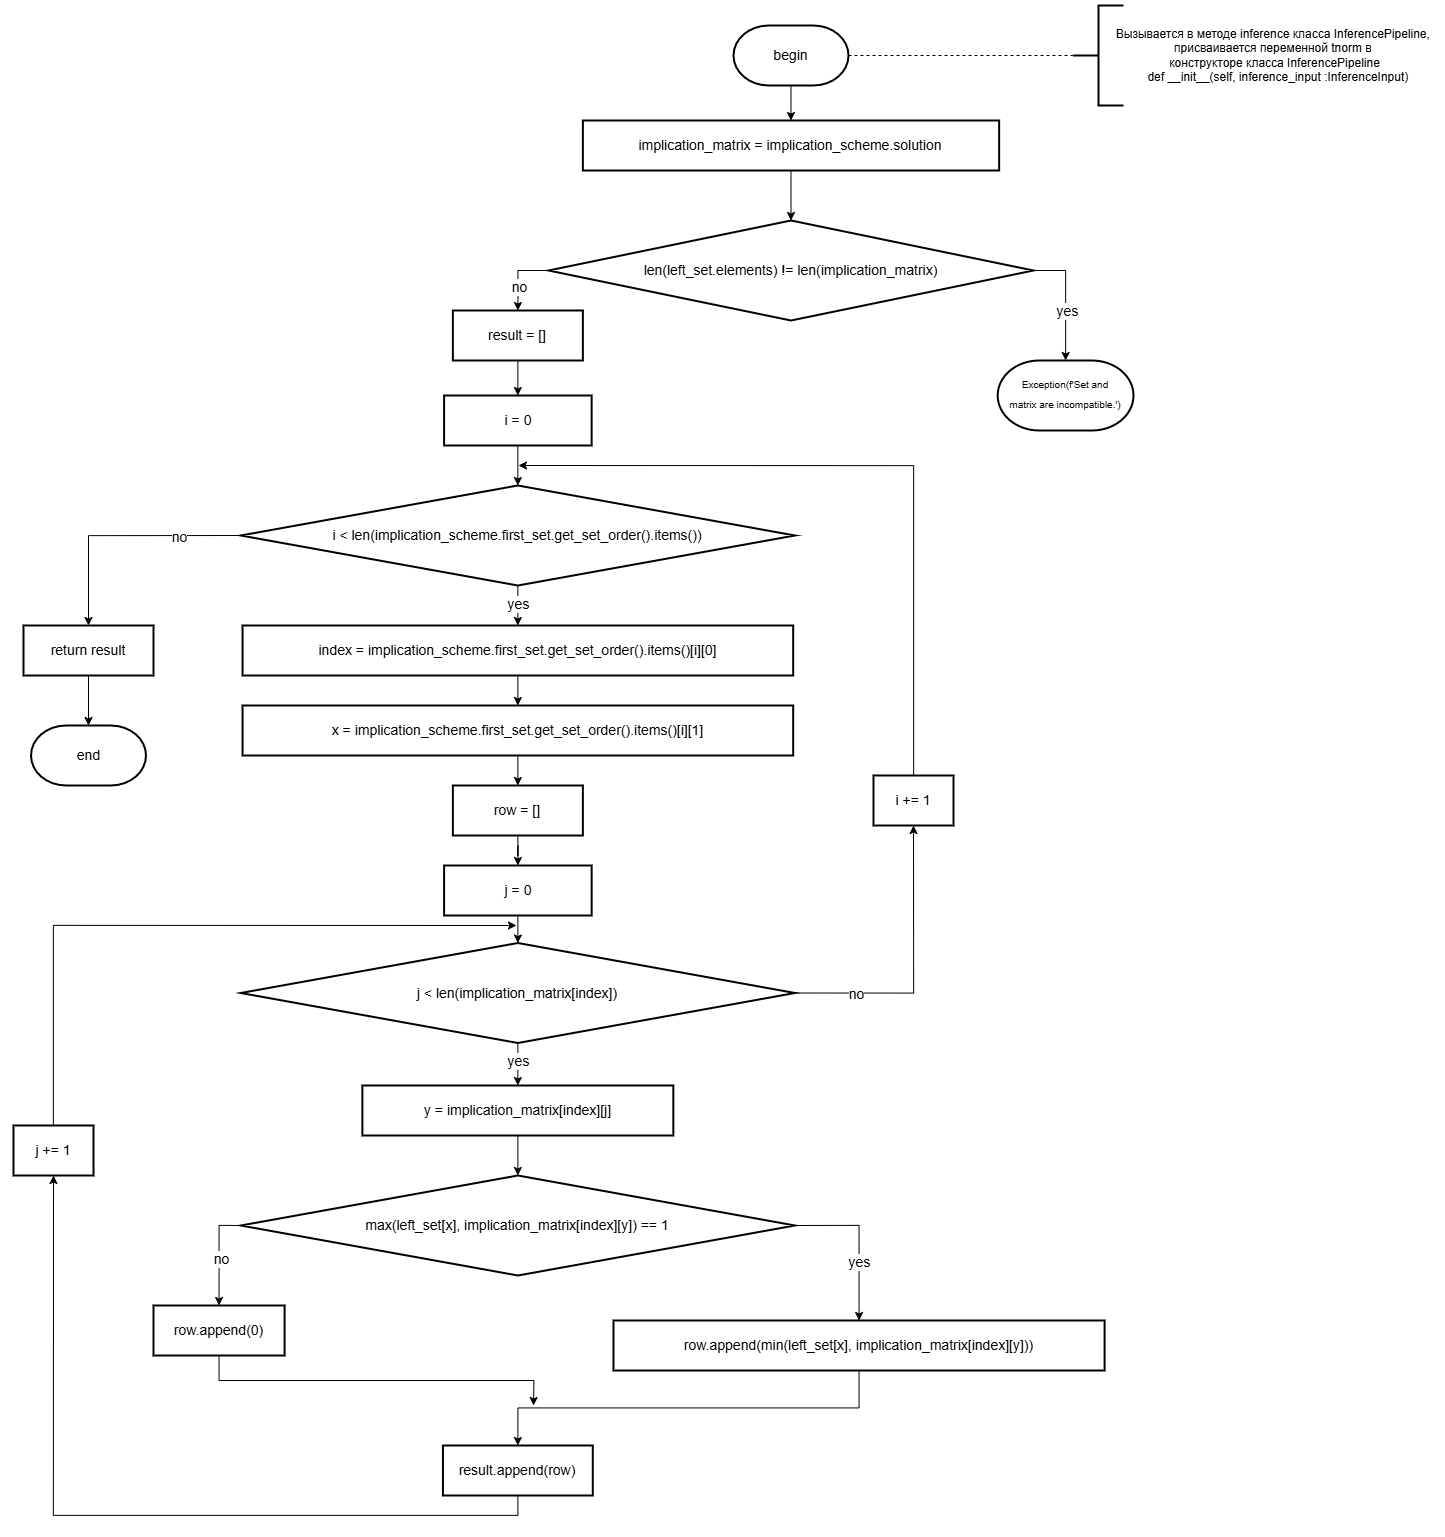 begin
Вызывается в методе inference класса InferencePipeline,
присваивается переменной tnorm в
конструкторе класса InferencePipeline
def __init__(self, inference_input :InferenceInput)
implication_matrix = implication_scheme.solution
len(left_set.elements) != len(implication_matrix)
no
yes
result = []
Exception(f'Set and
matrix are incompatible.')
i = 0
i < len(implication_scheme.first_set.get_set_order().items())
no
yes
return result
index = implication_scheme.first_set.get_set_order().items()[i][0]
x = implication_scheme.first_set.get_set_order().items()[i][1]
end
i += 1
row = []
j = 0
j < len(implication_matrix[index])
no
yes
y = implication_matrix[index][j]
j += 1
max(left_set[x], implication_matrix[index][y]) == 1
no
yes
row.append(0)
row.append(min(left_set[x], implication_matrix[index][y]))
result.append(row)